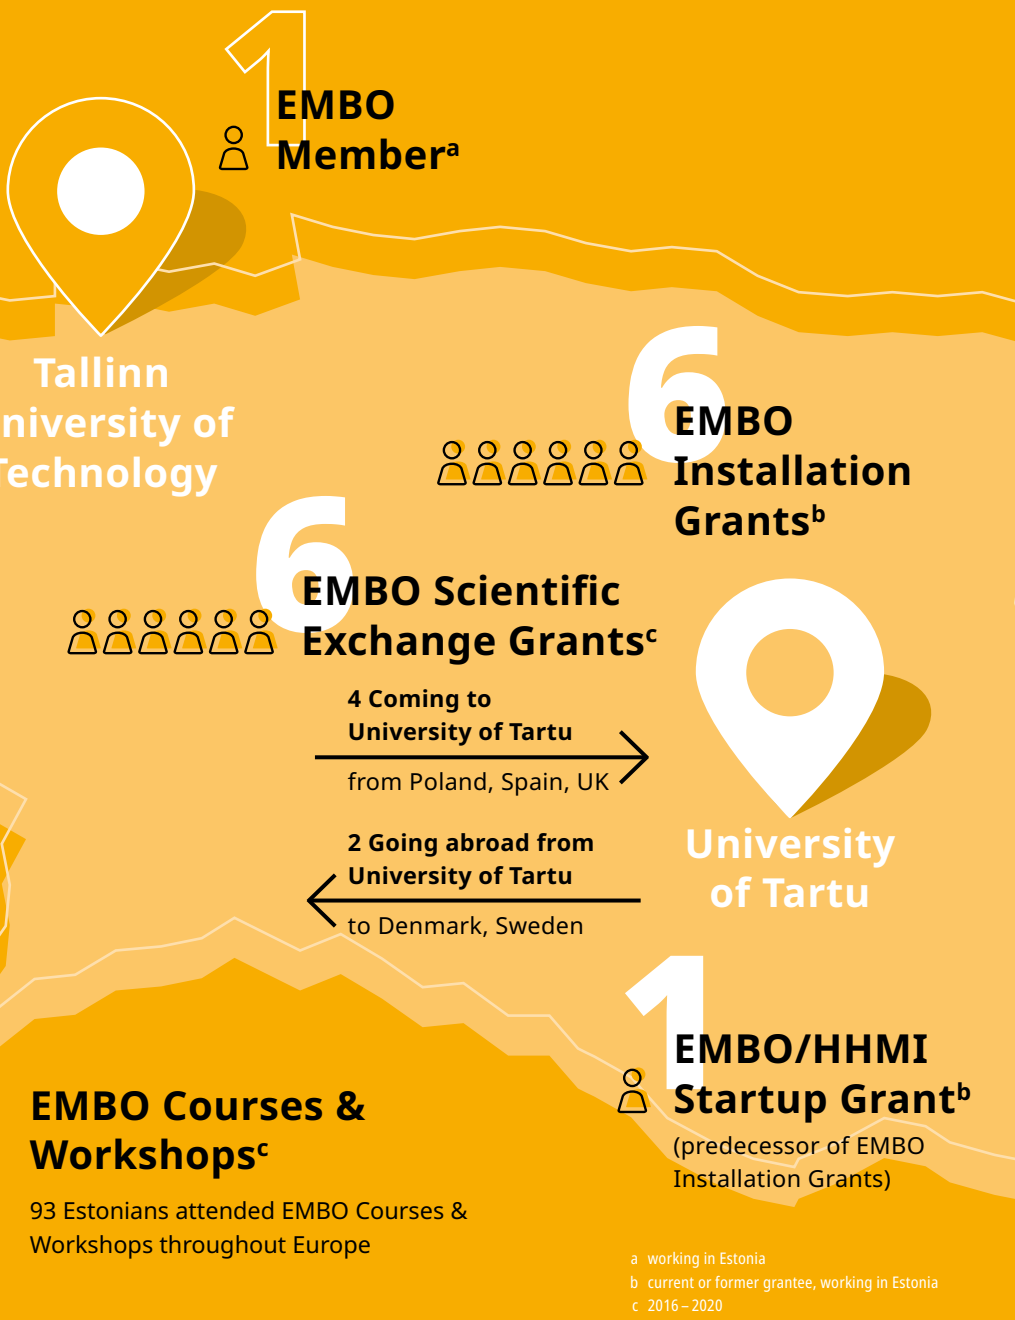 1
EMBO
Memberᵃ
Tallinn
niversity of
Technology
6
EMBO
Installation
Grantsᵇ
6
EMBO Scientific
Exchange Grantsᶜ
4 Coming to
University of Tartu
from Poland, Spain, UK
2 Going abroad from
University of Tartu
to Denmark, Sweden
University
of Tartu
1
EMBO/HHMI
Startup Grantᵇ
(predecessor of EMBO
Installation Grants)
EMBO Courses &
Workshopsᶜ
93 Estonians attended EMBO Courses &
Workshops throughout Europe
a working in Estonia
b current or former grantee, working in Estonia
c 2016 – 2020